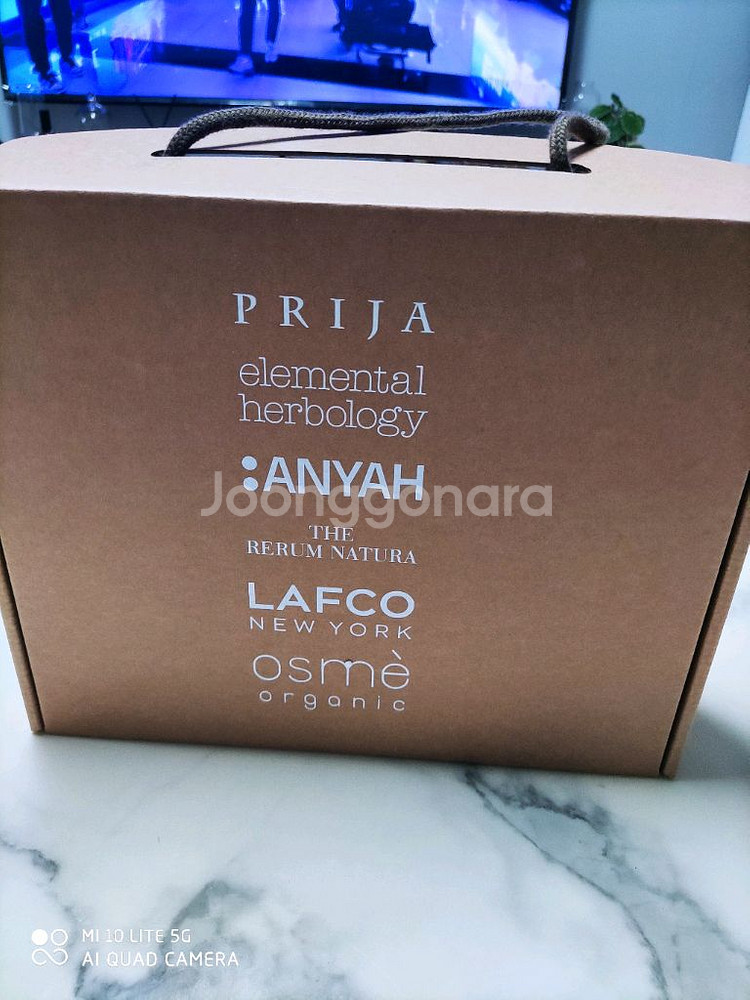 PRIJA
elemental
herbology
:ANYAH
Joonggonara
THE
RERUM NATURA
LAFCO
NEW YORK
osmè
organic
MI 10 LITE 5G
AI QUAD CAMERA